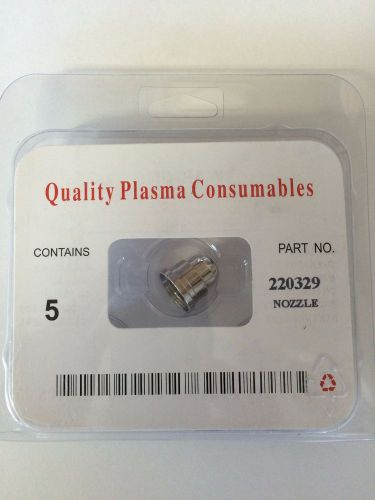 Quality Plasma Consumables
CONTAINS
5
PART NO.
220329
NOZZLE